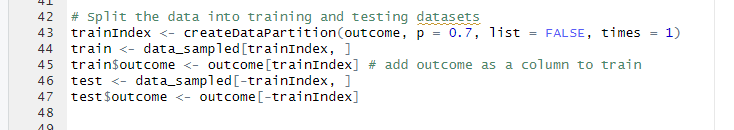 41
42 # Split the data into training and testing datasets
43 trainIndex <- createDataPartition(outcome, p = 0.7, list = FALSE, times = 1)
44 train <- data_sampled[trainIndex, ]
45 train$outcome <- outcome[trainIndex] # add outcome as a column to train
46 test <- data_sampled[-trainIndex, ]
47 test$outcome <- outcome[-trainIndex]
48
49